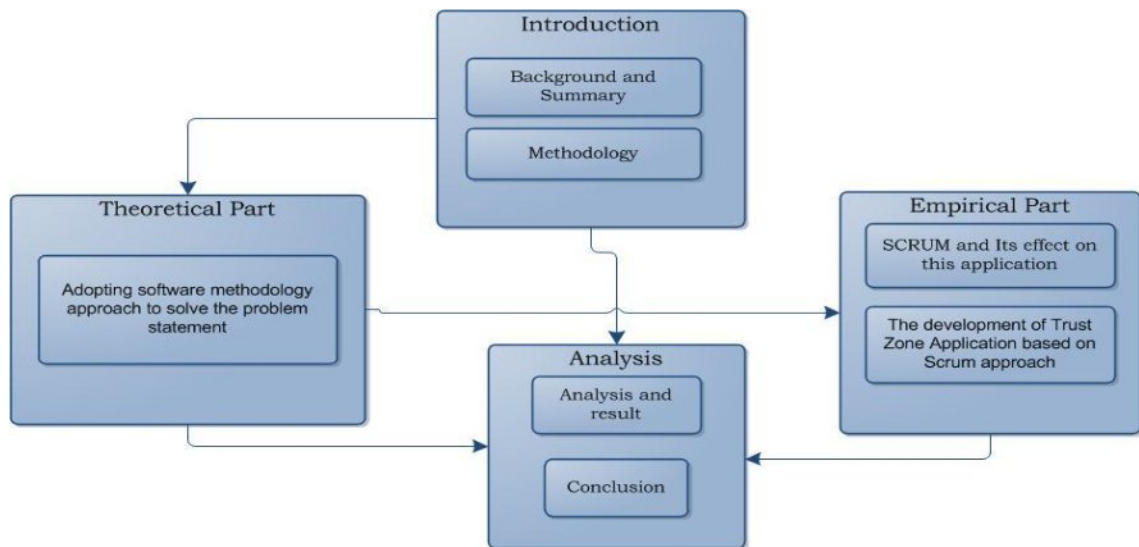 Introduction
Background and
Summary
Methodology
Theoretical Part
Adopting software methodology
approach to solve the problem
statement
Empirical Part
SCRUM and Its effect on
this application
The development of Trust
Zone Application based on
Scrum approach
Analysis
Analysis and
result
Conclusion